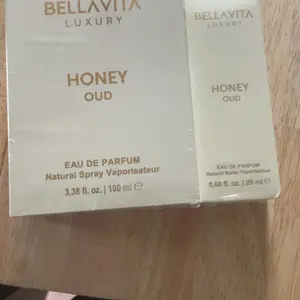 BELLAVITA
LUXURY
HONEY
OUD
EAU DE PARFUM
Natural Spray Vaporisateur
3.38 fl. oz. | 100 ml ℮
BELLAVITA
LUXURY
HONEY
OUD
EAU DE PARFUM
Natural Spray Vaporisateur
0.68 fl. oz. | 20 ml ℮